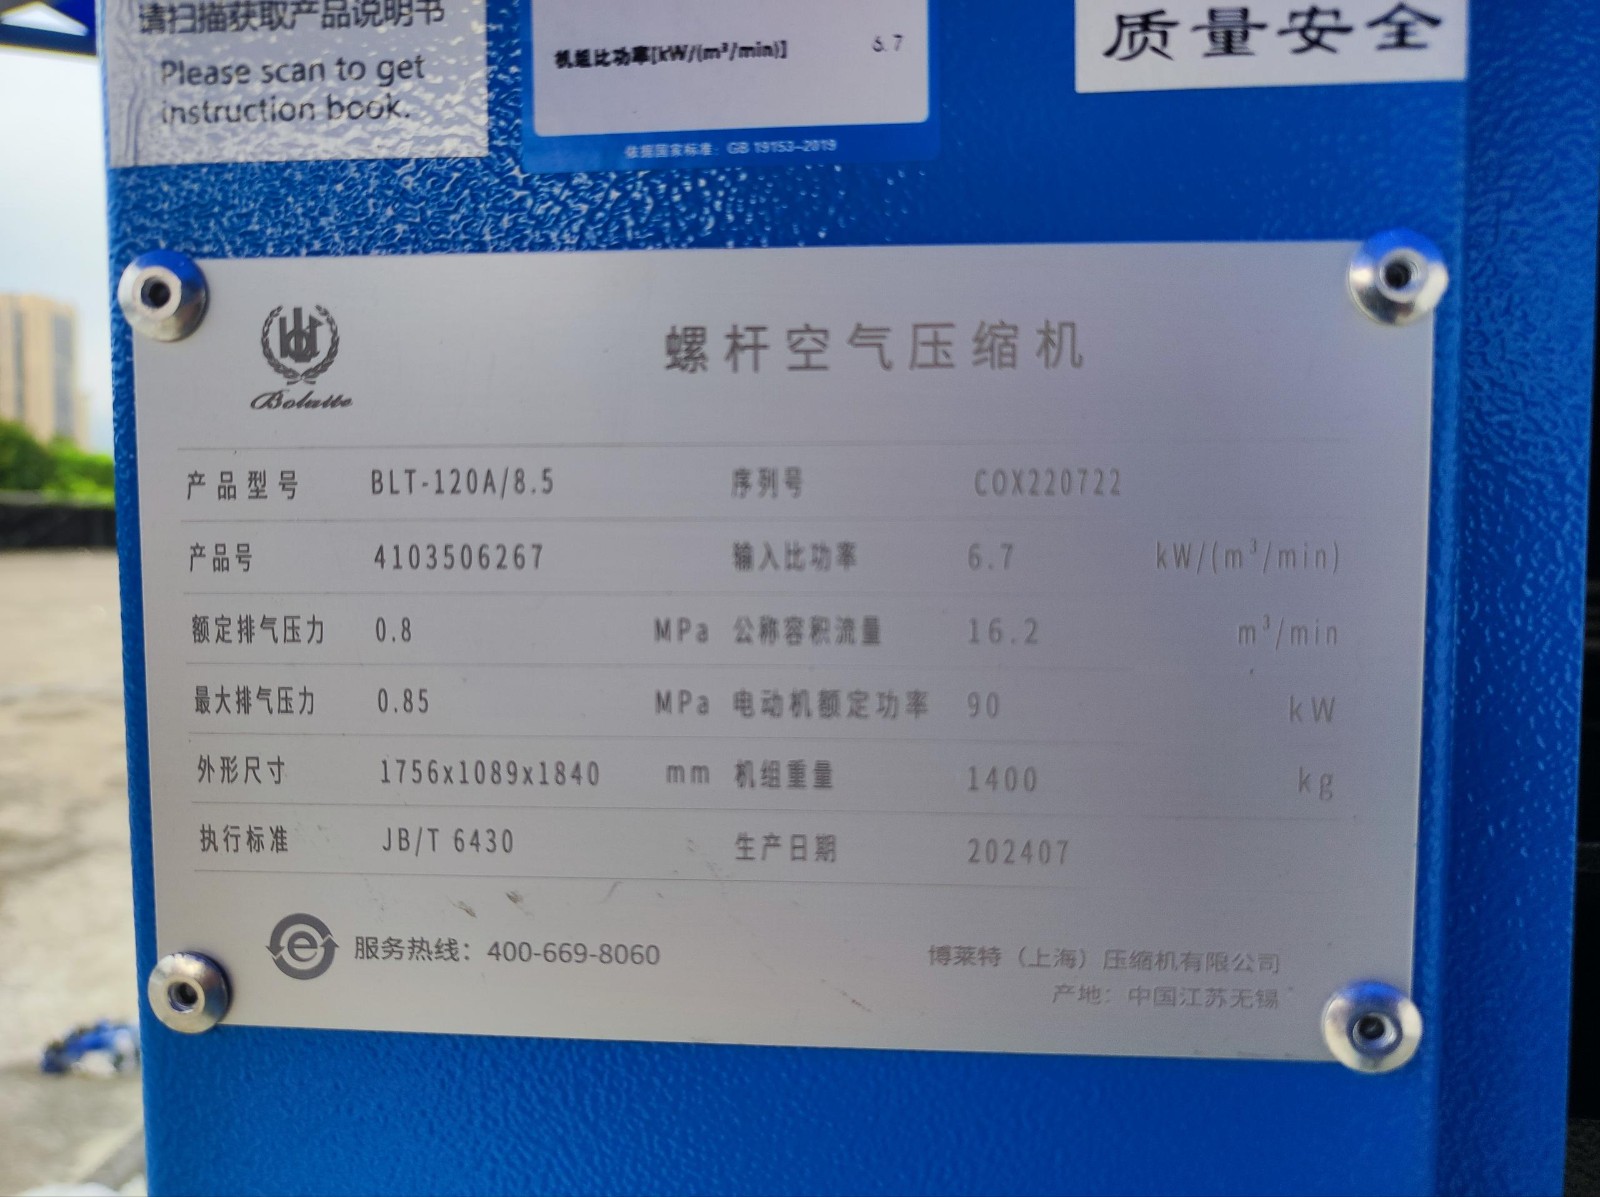 请扫描获取产品说明书
Please scan to get
instruction book.
机组比功率[kW/(m³/min)] 6.7
依据国家标准：GB 19153-2019
质量安全
Bolaite
螺杆空气压缩机
产品型号 BLT-120A/8.5 序列号 COX220722
产品号 4103506267 输入比功率 6.7 kW/(m³/min)
额定排气压力 0.8 MPa 公称容积流量 16.2 m³/min
最大排气压力 0.85 MPa 电动机额定功率 90 kW
外形尺寸 1756x1089x1840 mm 机组重量 1400 kg
执行标准 JB/T 6430 生产日期 202407
e 服务热线：400-669-8060
博莱特（上海）压缩机有限公司
产地：中国江苏无锡